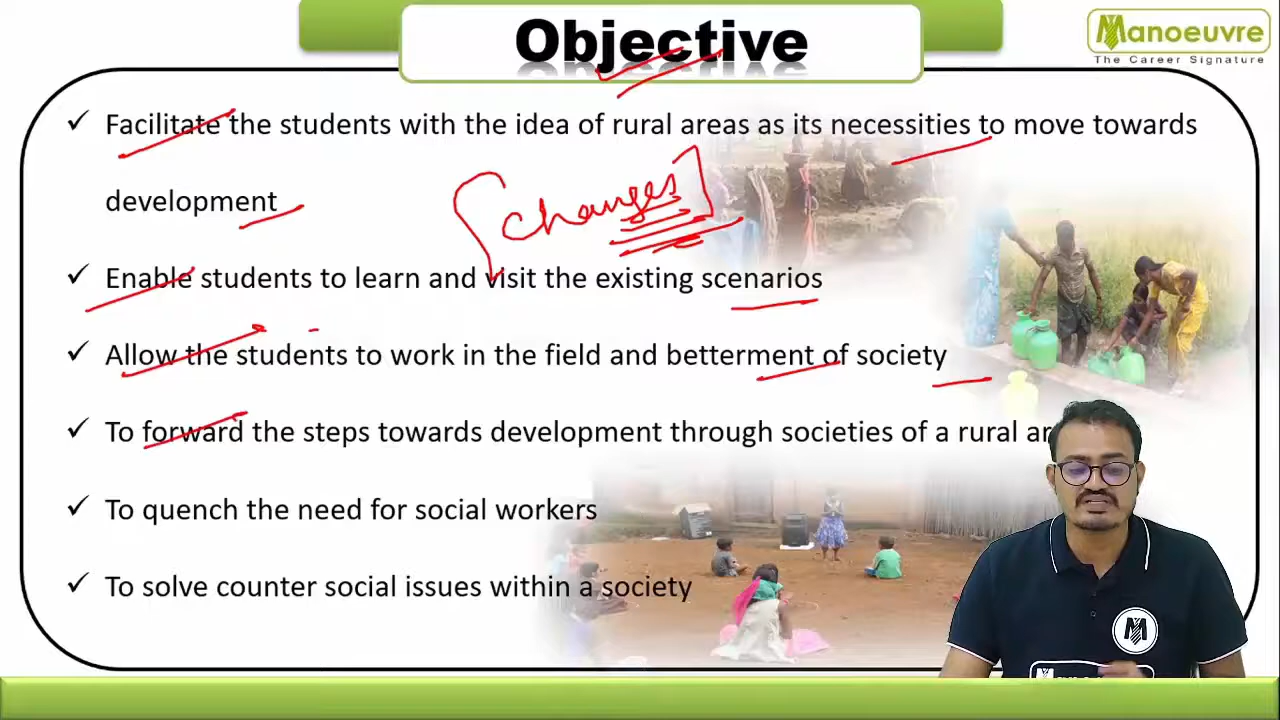 Objective
Manoeuvre
The Career Signature
Facilitate the students with the idea of rural areas as its necessities to move towards
development
[changes]
Enable students to learn and visit the existing scenarios
Allow the students to work in the field and betterment of society
To forward the steps towards development through societies of a rural
To quench the need for social workers
To solve counter social issues within a society
M